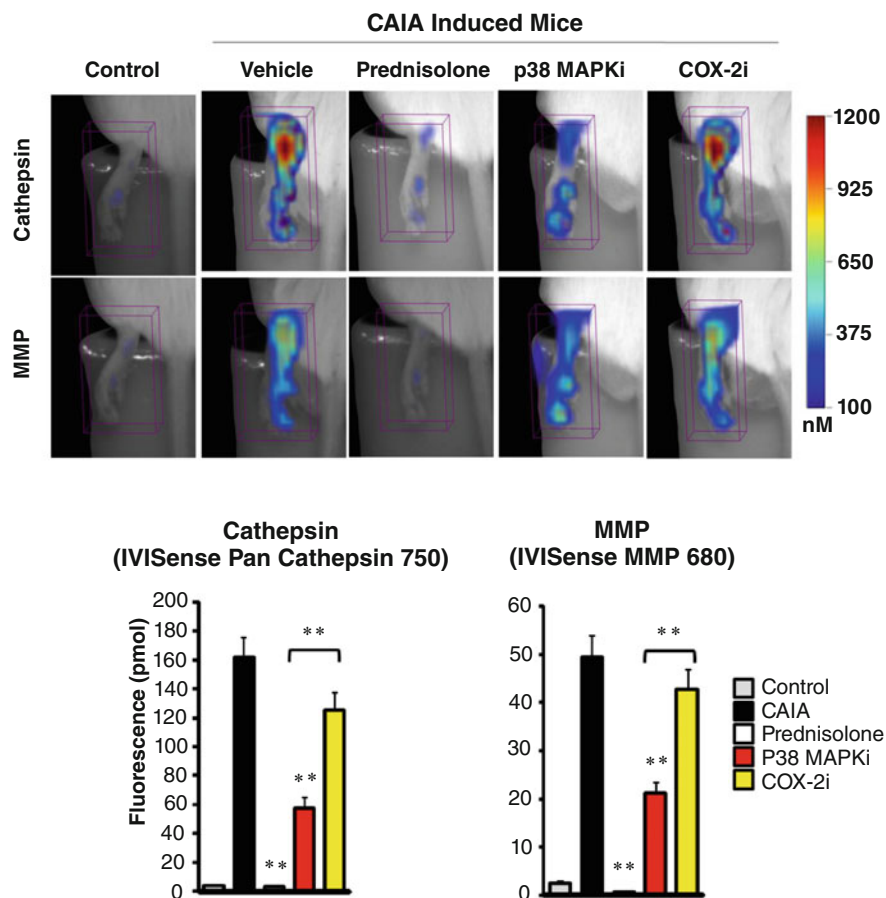 CAIA Induced Mice
Control Vehicle Prednisolone p38 MAPKi COX-2i
Cathepsin
MMP
1200
925
650
375
100
nM
Cathepsin
(IVISense Pan Cathepsin 750)
Fluorescence (pmol)
200
180
160
140
120
100
80
60
40
20
0
**
**
**
MMP
(IVISense MMP 680)
60
50
40
30
20
10
0
**
**
**
Control
CAIA
Prednisolone
P38 MAPKi
COX-2i